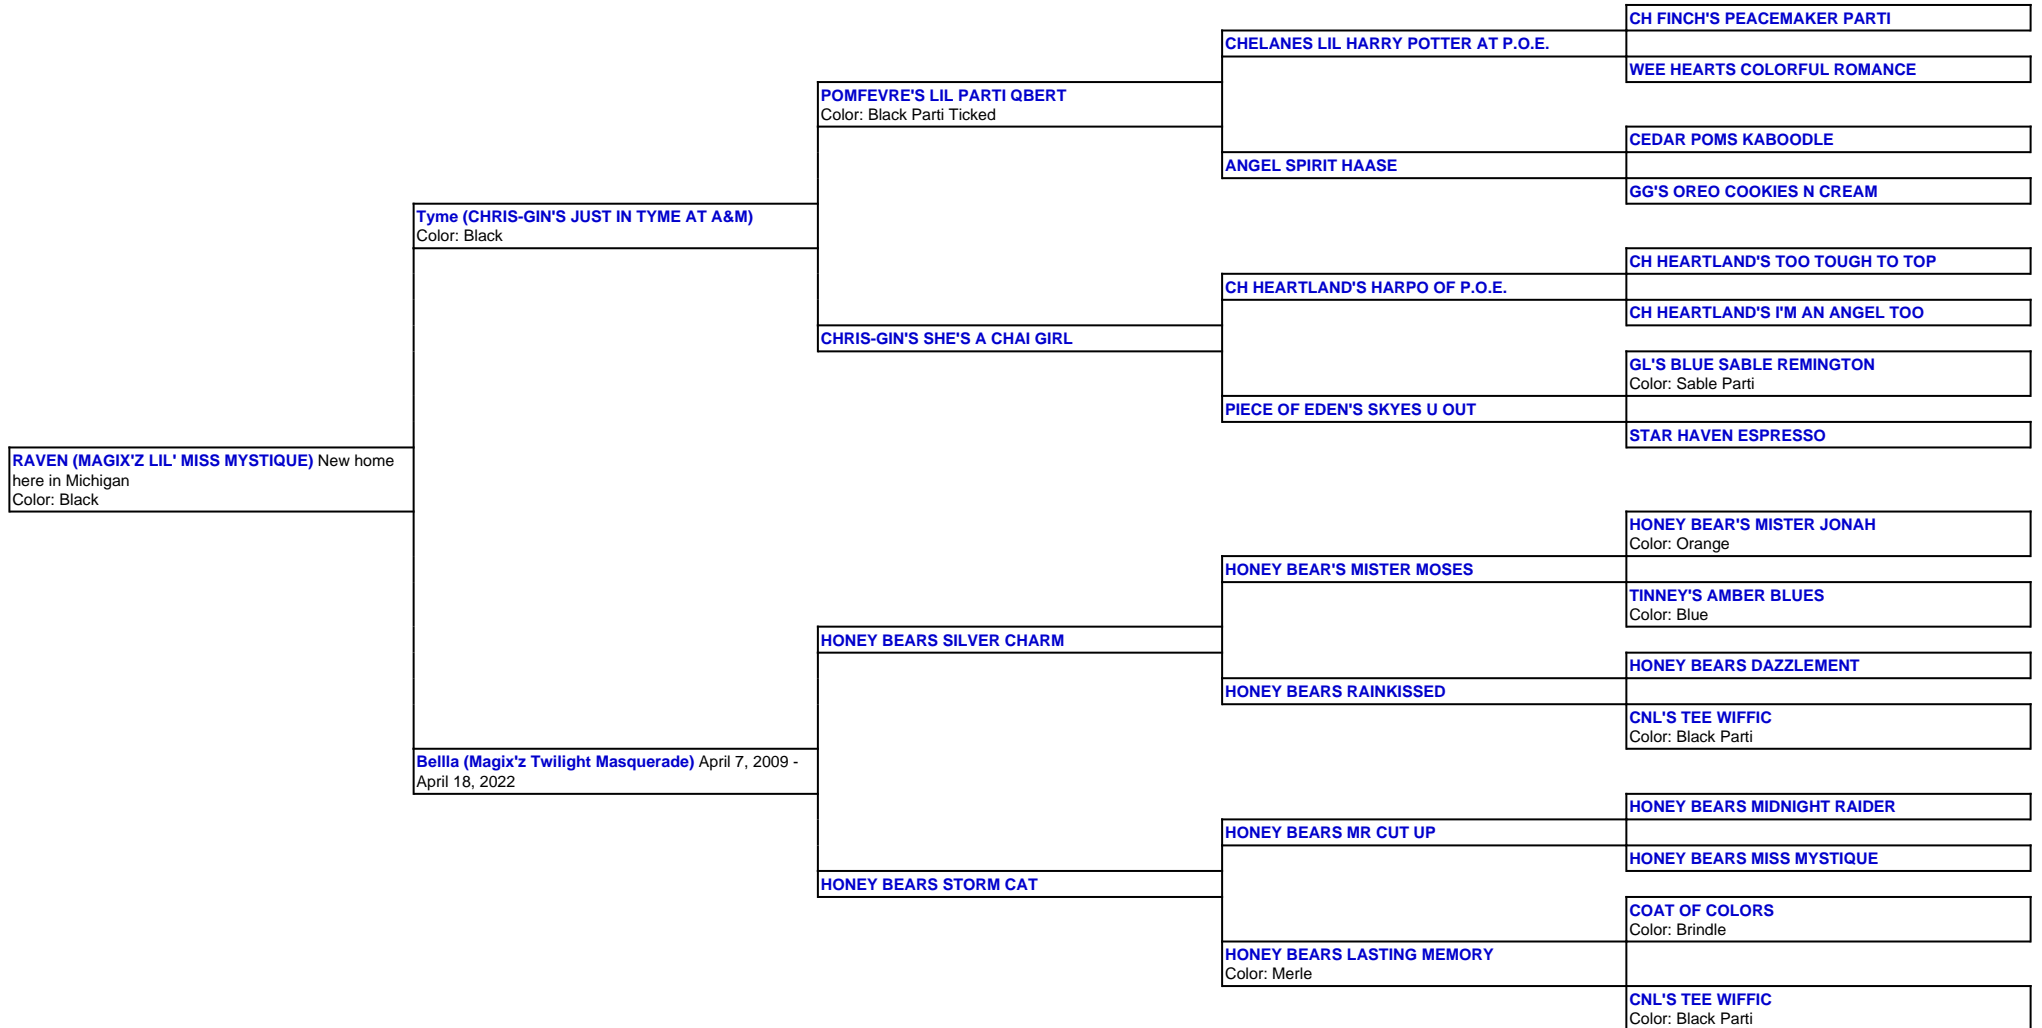 CH FINCH'S PEACEMAKER PARTI
CHELANES LIL HARRY POTTER AT P.O.E.
WEE HEARTS COLORFUL ROMANCE
POMFEVRE'S LIL PARTI QBERT
Color: Black Parti Ticked
CEDAR POMS KABOODLE
ANGEL SPIRIT HAASE
GG'S OREO COOKIES N CREAM
Tyme (CHRIS-GIN'S JUST IN TYME AT A&M)
Color: Black
CH HEARTLAND'S TOO TOUGH TO TOP
CH HEARTLAND'S HARPO OF P.O.E.
CH HEARTLAND'S I'M AN ANGEL TOO
CHRIS-GIN'S SHE'S A CHAI GIRL
GL'S BLUE SABLE REMINGTON
Color: Sable Parti
PIECE OF EDEN'S SKYES U OUT
STAR HAVEN ESPRESSO
RAVEN (MAGIX'Z LIL' MISS MYSTIQUE) New home
here in Michigan
Color: Black
HONEY BEAR'S MISTER JONAH
Color: Orange
HONEY BEAR'S MISTER MOSES
TINNEY'S AMBER BLUES
Color: Blue
HONEY BEARS SILVER CHARM
HONEY BEARS DAZZLEMENT
HONEY BEARS RAINKISSED
CNL'S TEE WIFFIC
Color: Black Parti
Bellla (Magix'z Twilight Masquerade) April 7, 2009 -
April 18, 2022
HONEY BEARS MIDNIGHT RAIDER
HONEY BEARS MR CUT UP
HONEY BEARS MISS MYSTIQUE
HONEY BEARS STORM CAT
COAT OF COLORS
Color: Brindle
HONEY BEARS LASTING MEMORY
Color: Merle
CNL'S TEE WIFFIC
Color: Black Parti